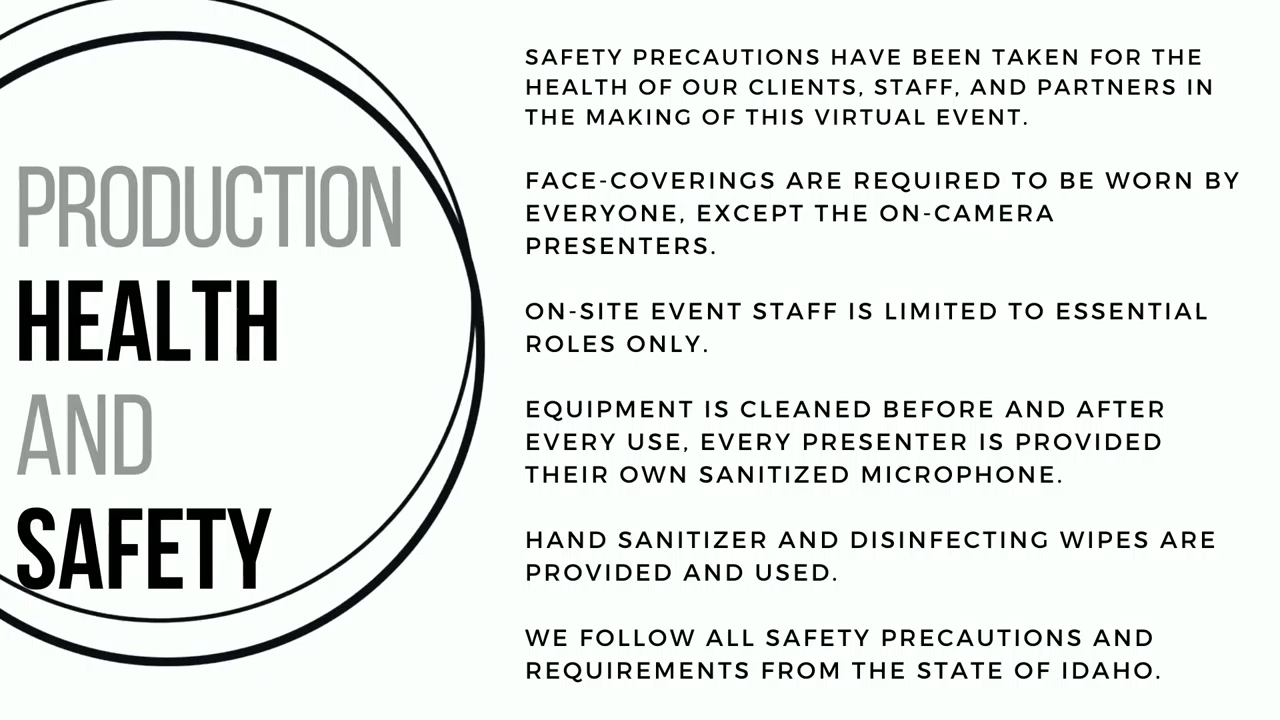 PRODUCTION
HEALTH
AND
SAFETY
SAFETY PRECAUTIONS HAVE BEEN TAKEN FOR THE
HEALTH OF OUR CLIENTS, STAFF, AND PARTNERS IN
THE MAKING OF THIS VIRTUAL EVENT.
FACE-COVERINGS ARE REQUIRED TO BE WORN BY
EVERYONE, EXCEPT THE ON-CAMERA
PRESENTERS.
ON-SITE EVENT STAFF IS LIMITED TO ESSENTIAL
ROLES ONLY.
EQUIPMENT IS CLEANED BEFORE AND AFTER
EVERY USE, EVERY PRESENTER IS PROVIDED
THEIR OWN SANITIZED MICROPHONE.
HAND SANITIZER AND DISINFECTING WIPES ARE
PROVIDED AND USED.
WE FOLLOW ALL SAFETY PRECAUTIONS AND
REQUIREMENTS FROM THE STATE OF IDAHO.